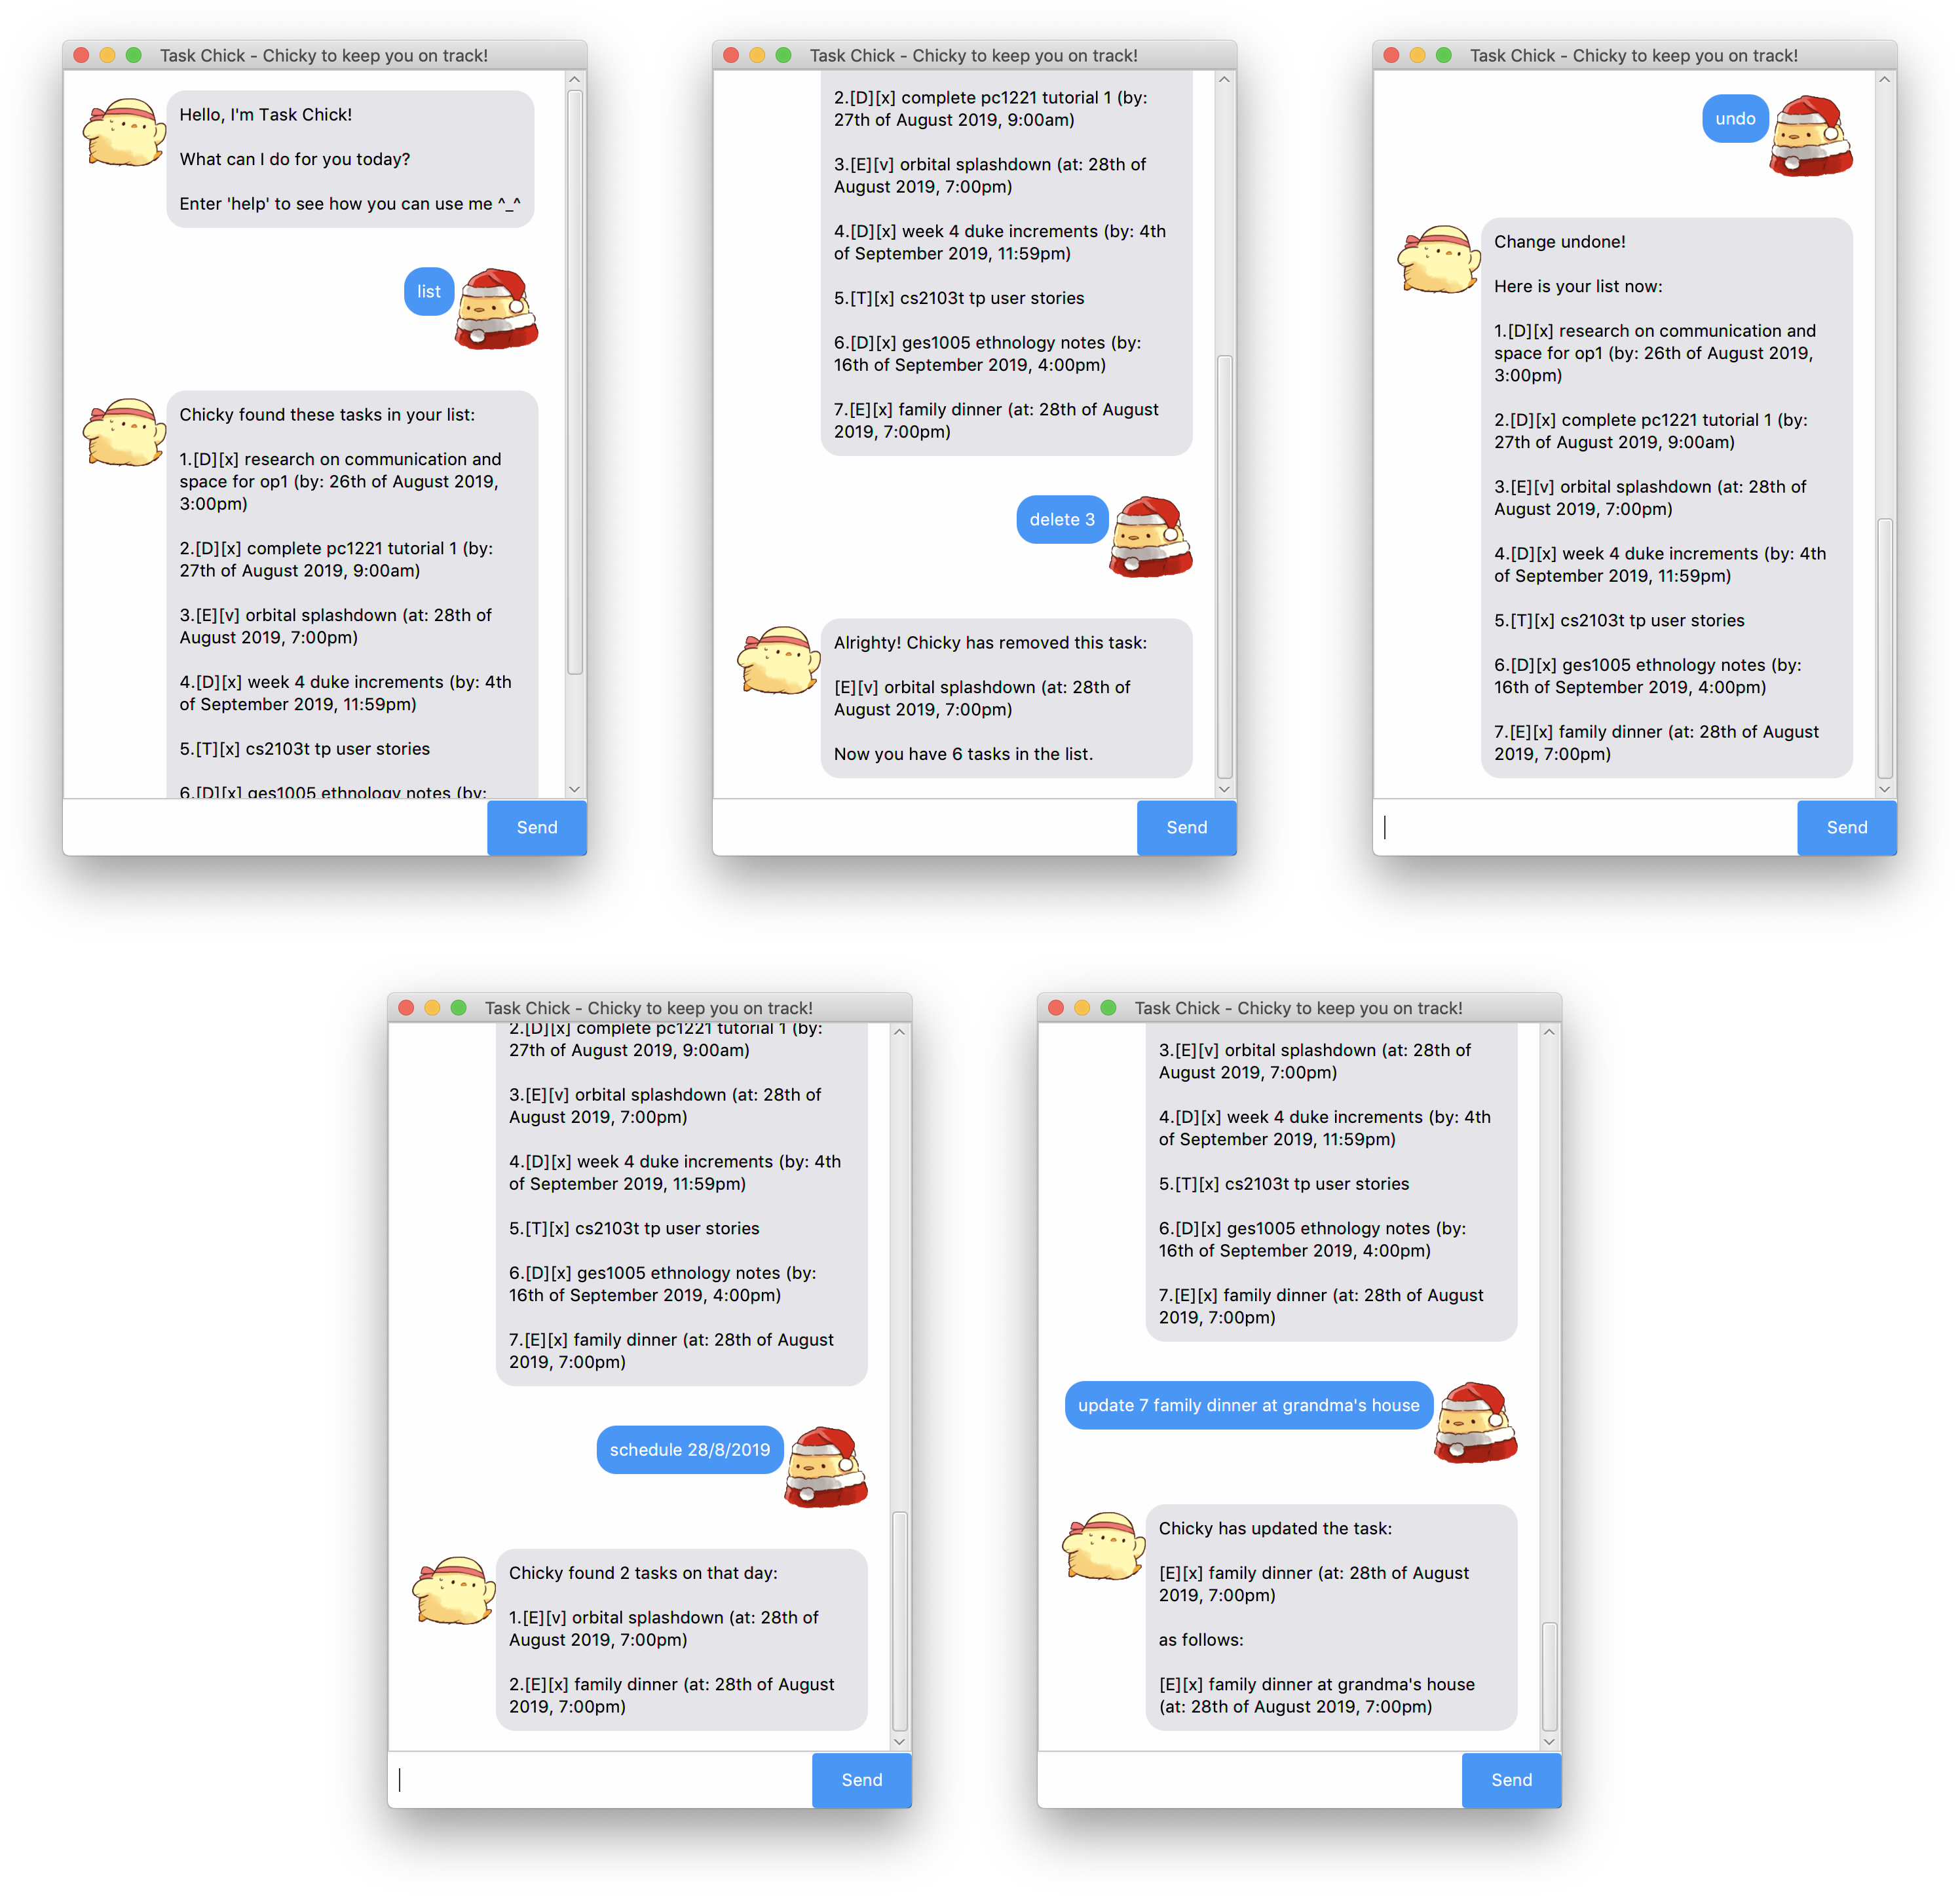 Task Chick - Chicky to keep you on track!
Hello, I'm Task Chick!
What can I do for you today?
Enter 'help' to see how you can use me ^_^
list
Chicky found these tasks in your list:
1.[D][x] research on communication and
space for op1 (by: 26th of August 2019,
3:00pm)
2.[D][x] complete pc1221 tutorial 1 (by:
27th of August 2019, 9:00am)
3.[E][v] orbital splashdown (at: 28th of
August 2019, 7:00pm)
4.[D][x] week 4 duke increments (by: 4th
of September 2019, 11:59pm)
5.[T][x] cs2103t tp user stories
6.[D][x] ges1005 ethnology notes (by:
Send
Task Chick - Chicky to keep you on track!
2.[D][x] complete pc1221 tutorial 1 (by:
27th of August 2019, 9:00am)
3.[E][v] orbital splashdown (at: 28th of
August 2019, 7:00pm)
4.[D][x] week 4 duke increments (by: 4th
of September 2019, 11:59pm)
5.[T][x] cs2103t tp user stories
6.[D][x] ges1005 ethnology notes (by:
16th of September 2019, 4:00pm)
7.[E][x] family dinner (at: 28th of August
2019, 7:00pm)
delete 3
Alrighty! Chicky has removed this task:
[E][v] orbital splashdown (at: 28th of
August 2019, 7:00pm)
Now you have 6 tasks in the list.
Send
Task Chick - Chicky to keep you on track!
undo
Change undone!
Here is your list now:
1.[D][x] research on communication and
space for op1 (by: 26th of August 2019,
3:00pm)
2.[D][x] complete pc1221 tutorial 1 (by:
27th of August 2019, 9:00am)
3.[E][v] orbital splashdown (at: 28th of
August 2019, 7:00pm)
4.[D][x] week 4 duke increments (by: 4th
of September 2019, 11:59pm)
5.[T][x] cs2103t tp user stories
6.[D][x] ges1005 ethnology notes (by:
16th of September 2019, 4:00pm)
7.[E][x] family dinner (at: 28th of August
2019, 7:00pm)
Send
Task Chick - Chicky to keep you on track!
2.[D][x] complete pc1221 tutorial 1 (by:
27th of August 2019, 9:00am)
3.[E][v] orbital splashdown (at: 28th of
August 2019, 7:00pm)
4.[D][x] week 4 duke increments (by: 4th
of September 2019, 11:59pm)
5.[T][x] cs2103t tp user stories
6.[D][x] ges1005 ethnology notes (by:
16th of September 2019, 4:00pm)
7.[E][x] family dinner (at: 28th of August
2019, 7:00pm)
schedule 28/8/2019
Chicky found 2 tasks on that day:
1.[E][v] orbital splashdown (at: 28th of
August 2019, 7:00pm)
2.[E][x] family dinner (at: 28th of August
2019, 7:00pm)
Send
Task Chick - Chicky to keep you on track!
3.[E][v] orbital splashdown (at: 28th of
August 2019, 7:00pm)
4.[D][x] week 4 duke increments (by: 4th
of September 2019, 11:59pm)
5.[T][x] cs2103t tp user stories
6.[D][x] ges1005 ethnology notes (by:
16th of September 2019, 4:00pm)
7.[E][x] family dinner (at: 28th of August
2019, 7:00pm)
update 7 family dinner at grandma's house
Chicky has updated the task:
[E][x] family dinner (at: 28th of August
2019, 7:00pm)
as follows:
[E][x] family dinner at grandma's house
(at: 28th of August 2019, 7:00pm)
Send